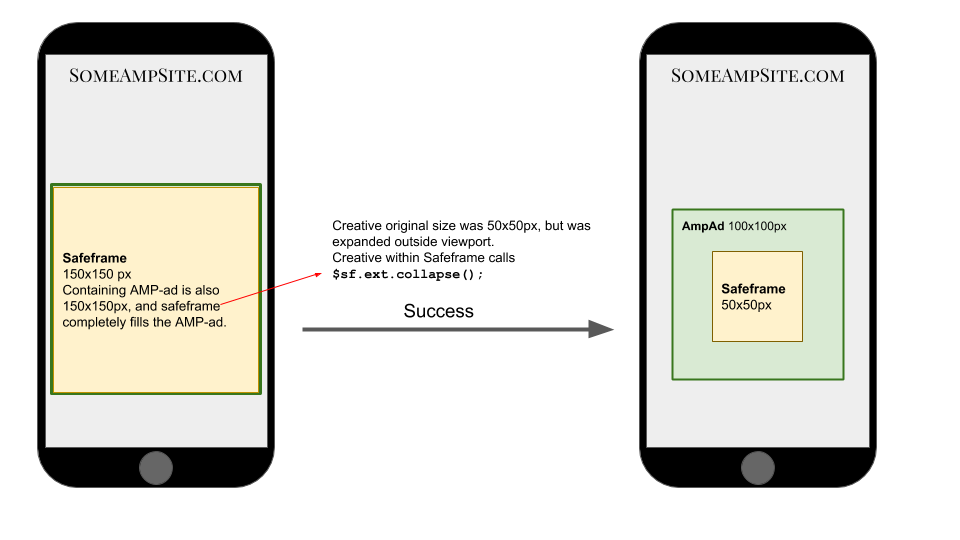 SomeAmpSite.com
Safeframe
150x150 px
Containing AMP-ad is also
150x150px, and safeframe
completely fills the AMP-ad.
Creative original size was 50x50px, but was
expanded outside viewport.
Creative within Safeframe calls
$sf.ext.collapse();
Success
SomeAmpSite.com
AmpAd 100x100px
Safeframe
50x50px